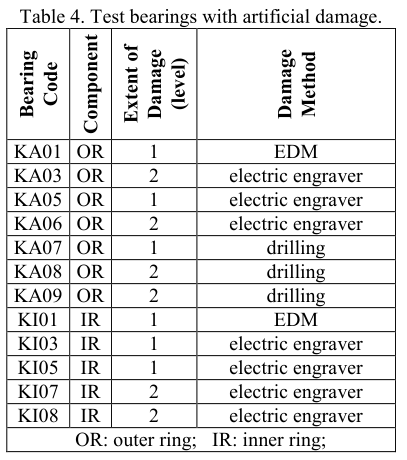 Table 4. Test bearings with artificial damage.
Bearing Code Component Extent of Damage (level) Damage Method
KA01 OR 1 EDM
KA03 OR 2 electric engraver
KA05 OR 1 electric engraver
KA06 OR 2 electric engraver
KA07 OR 1 drilling
KA08 OR 2 drilling
KA09 OR 2 drilling
KI01 IR 1 EDM
KI03 IR 1 electric engraver
KI05 IR 1 electric engraver
KI07 IR 2 electric engraver
KI08 IR 2 electric engraver
OR: outer ring; IR: inner ring;